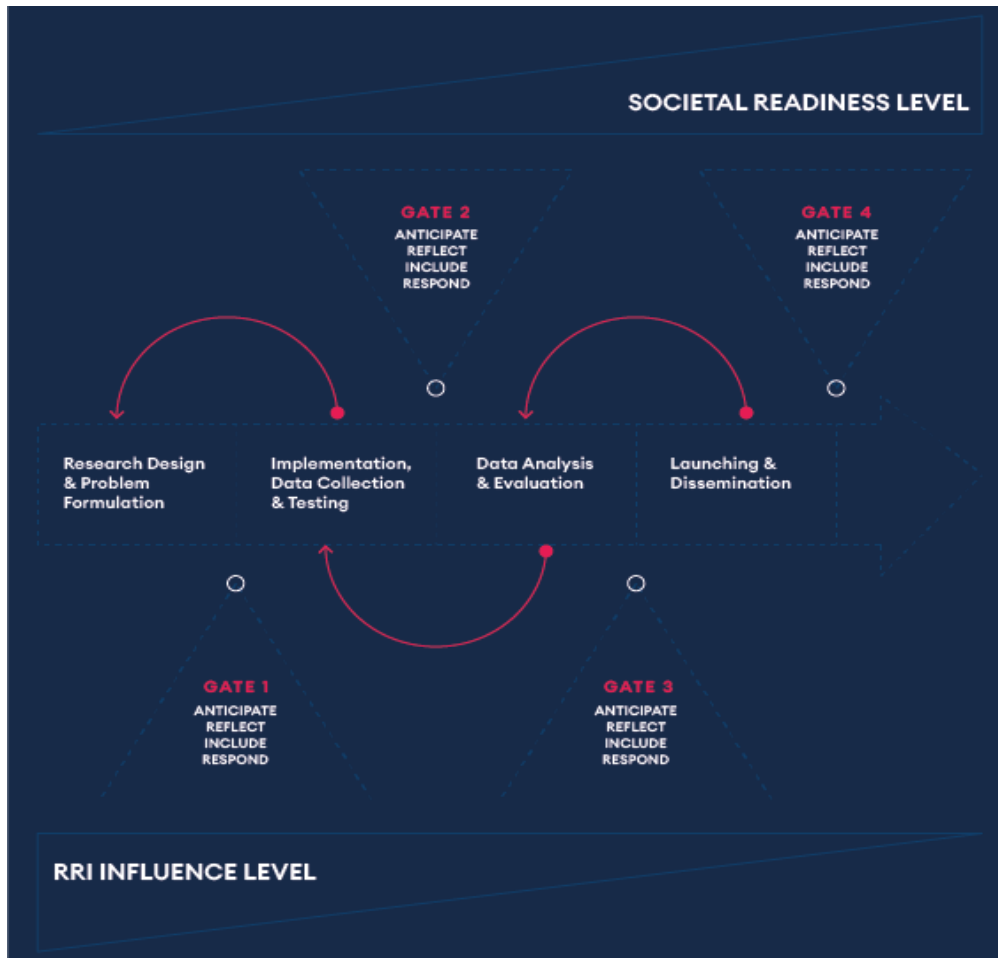 SOCIETAL READINESS LEVEL
GATE 2
ANTICIPATE
REFLECT
INCLUDE
RESPOND
GATE 4
ANTICIPATE
REFLECT
INCLUDE
RESPOND
Research Design
& Problem
Formulation
Implementation,
Data Collection
& Testing
Data Analysis
& Evaluation
Launching &
Dissemination
GATE 1
ANTICIPATE
REFLECT
INCLUDE
RESPOND
GATE 3
ANTICIPATE
REFLECT
INCLUDE
RESPOND
RRI INFLUENCE LEVEL